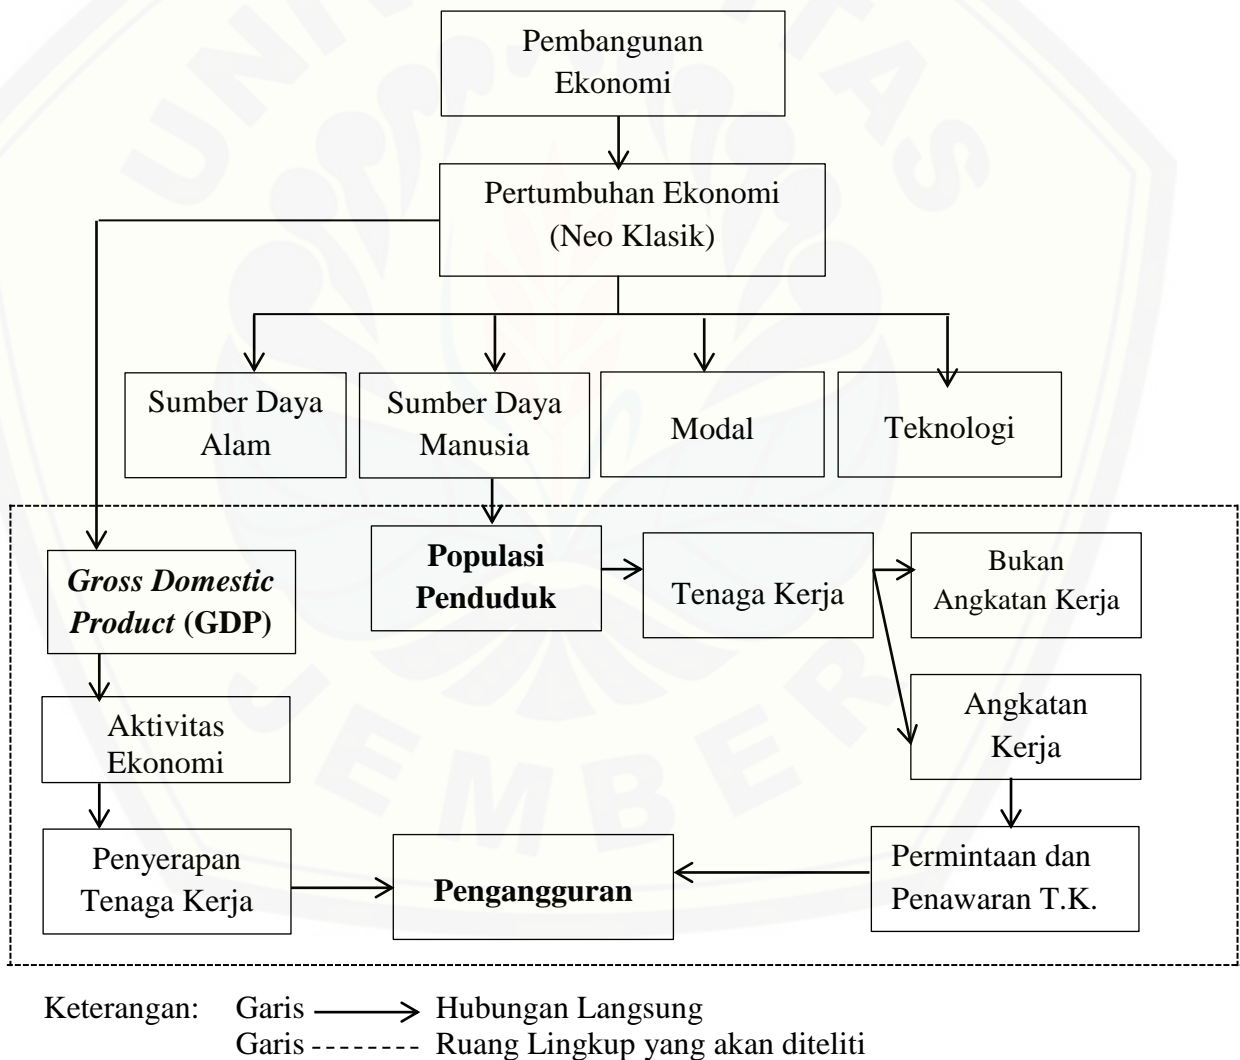 UNIVERSITAS
Pembangunan
Ekonomi
Pertumbuhan Ekonomi
(Neo Klasik)
Sumber Daya
Alam
Sumber Daya
Manusia
Modal
Teknologi
Gross Domestic
Product (GDP)
Populasi
Penduduk
Tenaga Kerja
Bukan
Angkatan Kerja
Aktivitas
Ekonomi
Angkatan
Kerja
Penyerapan
Tenaga Kerja
Pengangguran
Permintaan dan
Penawaran T.K.
JEMBER
Keterangan: Garis Hubungan Langsung
Garis -------- Ruang Lingkup yang akan diteliti